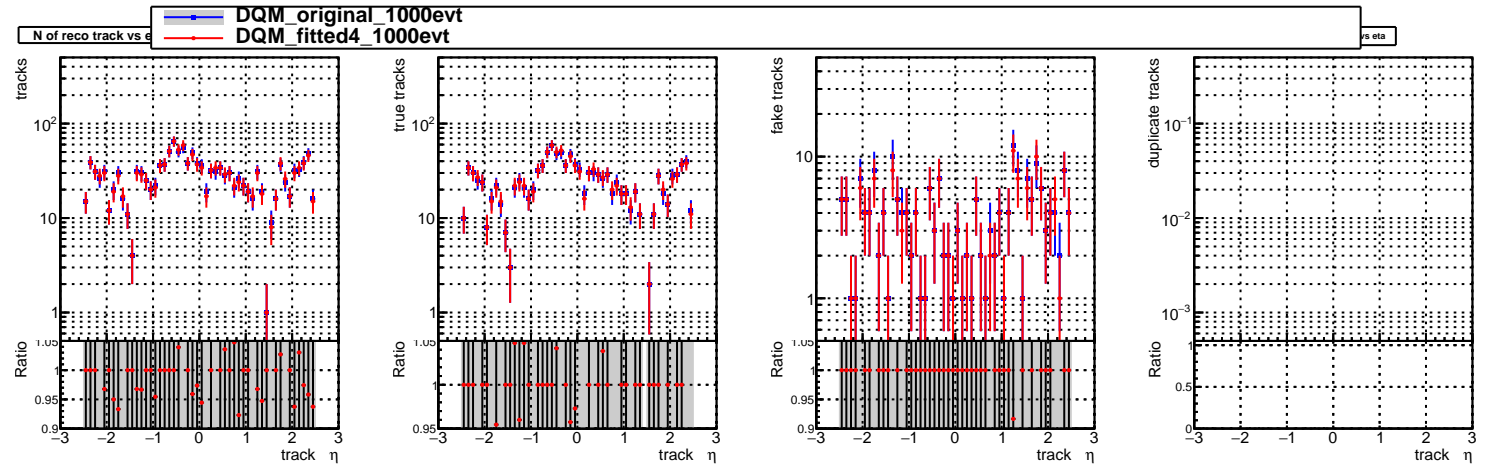 DQM_original_1000evt
DQM_fitted4_1000evt
N of reco track vs e
vs eta
tracks
10²
10
1
Ratio
1.05
1
0.95
0.9
−3 −2 −1 0 1 2 3
track η
true tracks
10²
10
1
Ratio
1.05
1
0.95
−3 −2 −1 0 1 2 3
track η
fake tracks
10
1
Ratio
1.05
1
0.95
0.9
−3 −2 −1 0 1 2 3
track η
duplicate tracks
10⁻¹
10⁻²
10⁻³
Ratio
1
0.5
0
−3 −2 −1 0 1 2 3
track η